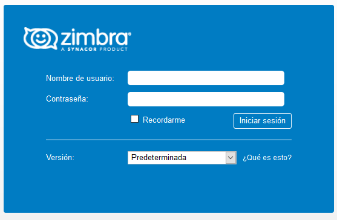 zimbra
A SYNACOR PRODUCT
Nombre de usuario:
Contraseña:
Recordarme Iniciar sesión
Versión: Predeterminada ¿Qué es esto?